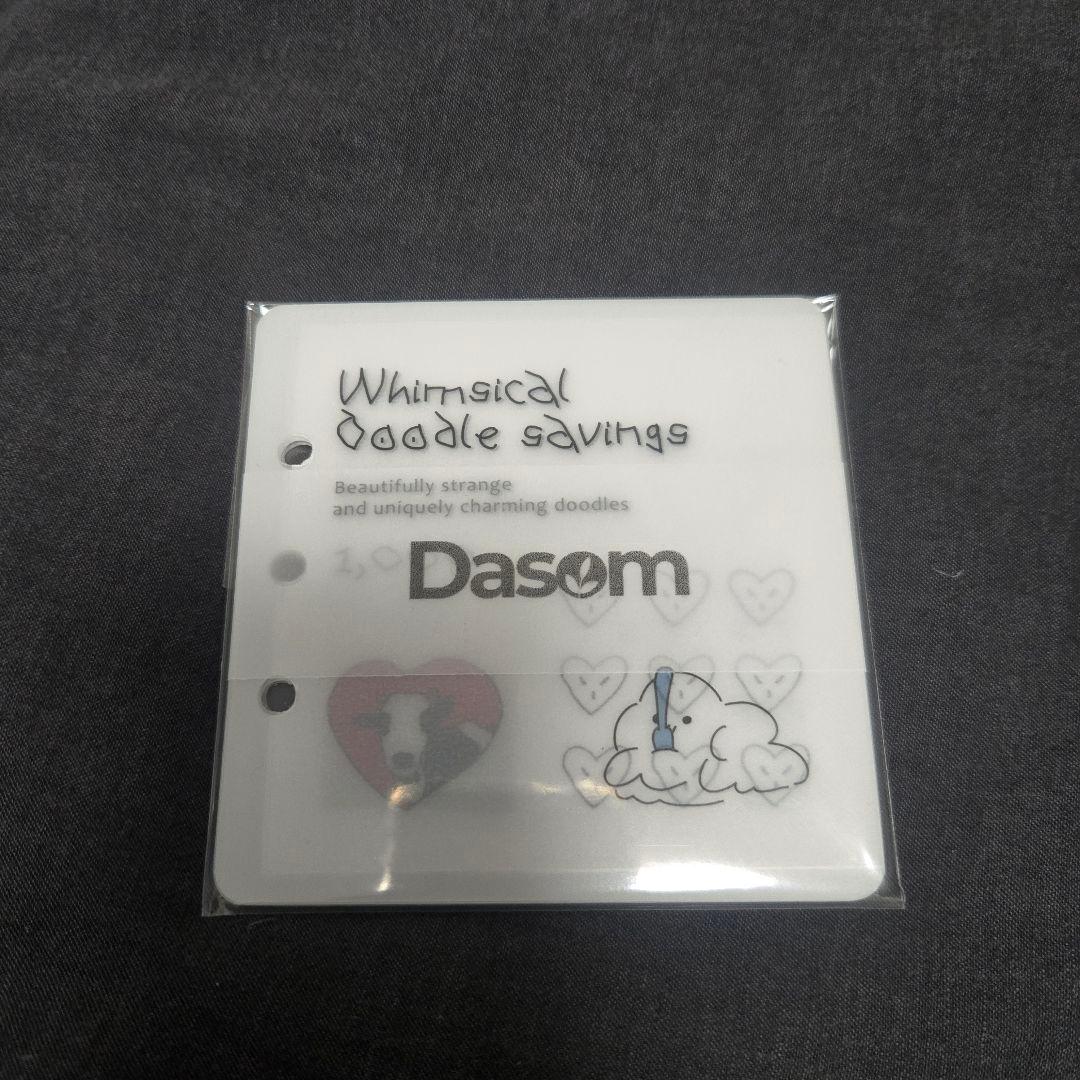 Whimsical
Doodle savings
Beautifully strange
and uniquely charming doodles
Dasom